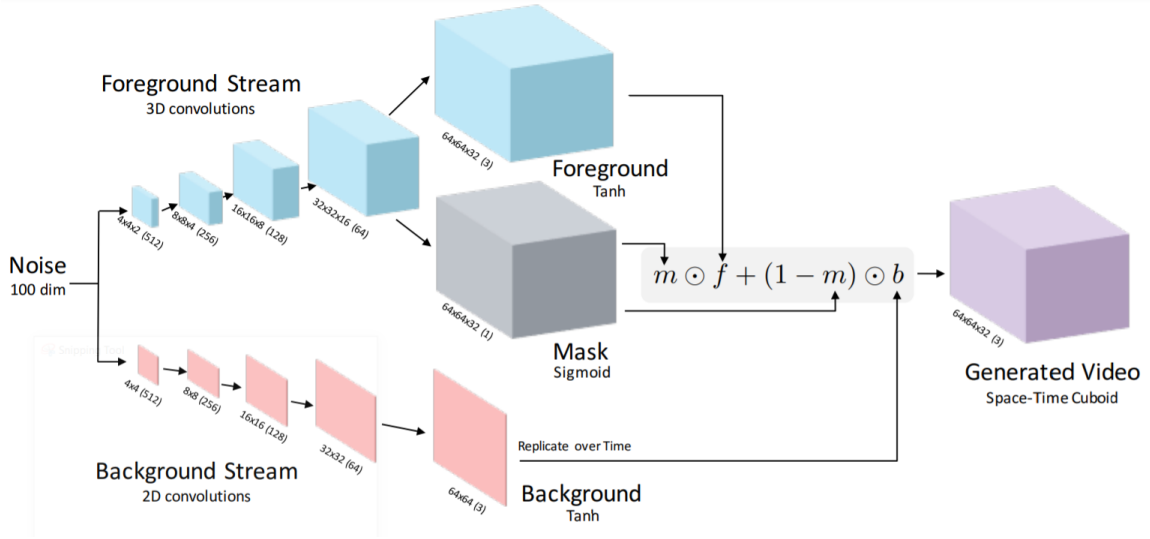 Foreground Stream
3D convolutions
64x64x32 (3)
Foreground
Tanh
4x4x2 (512)
8x8x4 (256)
16x16x8 (128)
32x32x16 (64)
Noise
100 dim
m ⊙ f + (1 − m) ⊙ b
64x64x32 (1)
Mask
Sigmoid
64x64x32 (3)
Generated Video
Space-Time Cuboid
4x4 (512)
8x8 (256)
16x16 (128)
32x32 (64)
Replicate over Time
Background Stream
2D convolutions
64x64 (3)
Background
Tanh